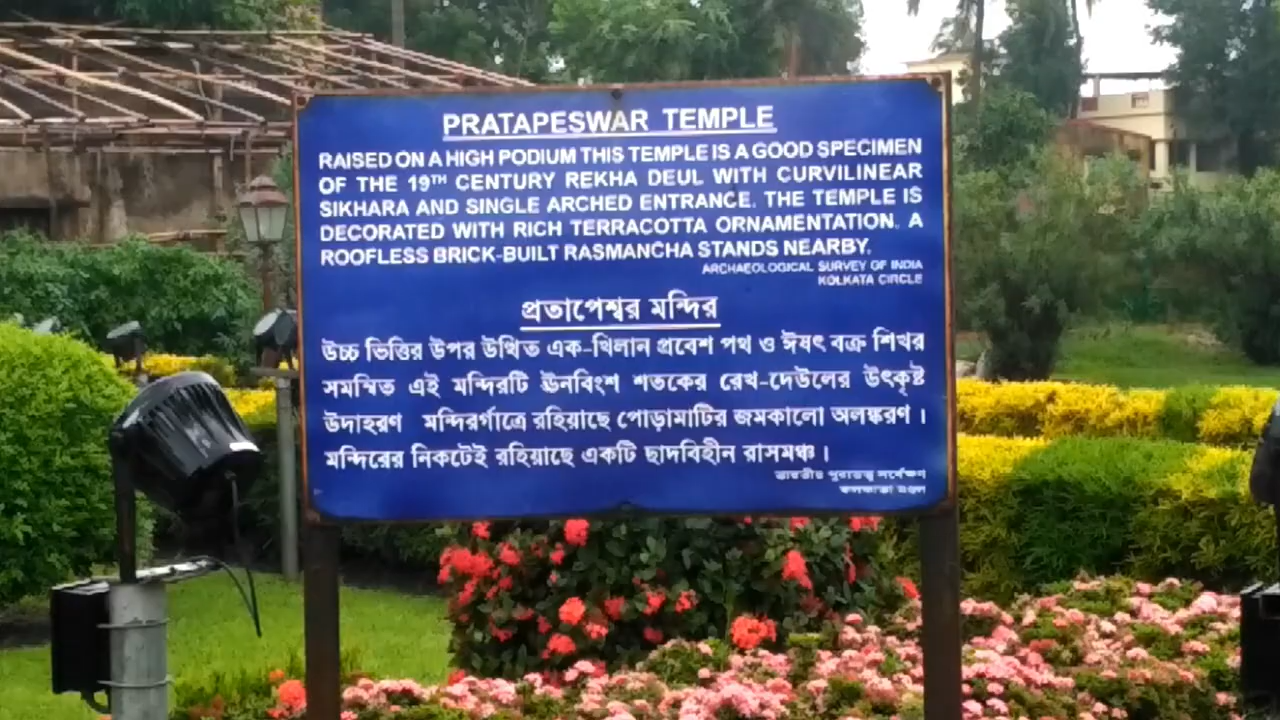 PRATAPESWAR TEMPLE
RAISED ON A HIGH PODIUM THIS TEMPLE IS A GOOD SPECIMEN
OF THE 19TH CENTURY REKHA DEUL WITH CURVILINEAR
SIKHARA AND SINGLE ARCHED ENTRANCE. THE TEMPLE IS
DECORATED WITH RICH TERRACOTTA ORNAMENTATION. A
ROOFLESS BRICK-BUILT RASMANCHA STANDS NEARBY.
ARCHAEOLOGICAL SURVEY OF INDIA
KOLKATA CIRCLE
প্রতাপেশ্বর মন্দির
উচ্চ ভিত্তির উপর উত্থিত এক-খিলান প্রবেশ পথ ও ঈষৎ বক্র শিখর
সমন্বিত এই মন্দিরটি ঊনবিংশ শতকের রেখ-দেউলের উৎকৃষ্ট
উদাহরণ মন্দিরর্গাত্রে রহিয়াছে পোড়ামাটির জমকালো অলঙ্করণ ।
মন্দিরের নিকটেই রহিয়াছে একটি ছাদবিহীন রাসমঞ্চ ।
ভারতীয় পুরাতত্ত্ব সর্বেক্ষণ
কলকাতা মণ্ডল